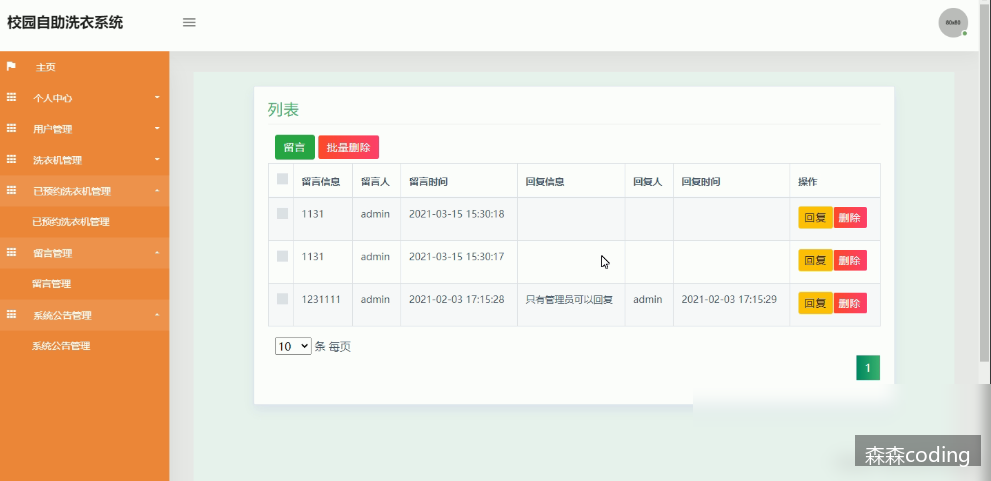 校园自助洗衣系统
主页
个人中心
用户管理
洗衣机管理
已预约洗衣机管理
已预约洗衣机管理
留言管理
留言管理
系统公告管理
系统公告管理
列表
留言 批量删除
留言信息 留言人 留言时间 回复信息 回复人 回复时间 操作
1131 admin 2021-03-15 15:30:18 回复 删除
1131 admin 2021-03-15 15:30:17 回复 删除
1231111 admin 2021-02-03 17:15:28 只有管理员可以回复 admin 2021-02-03 17:15:29 回复 删除
10 条 每页
1
森森coding